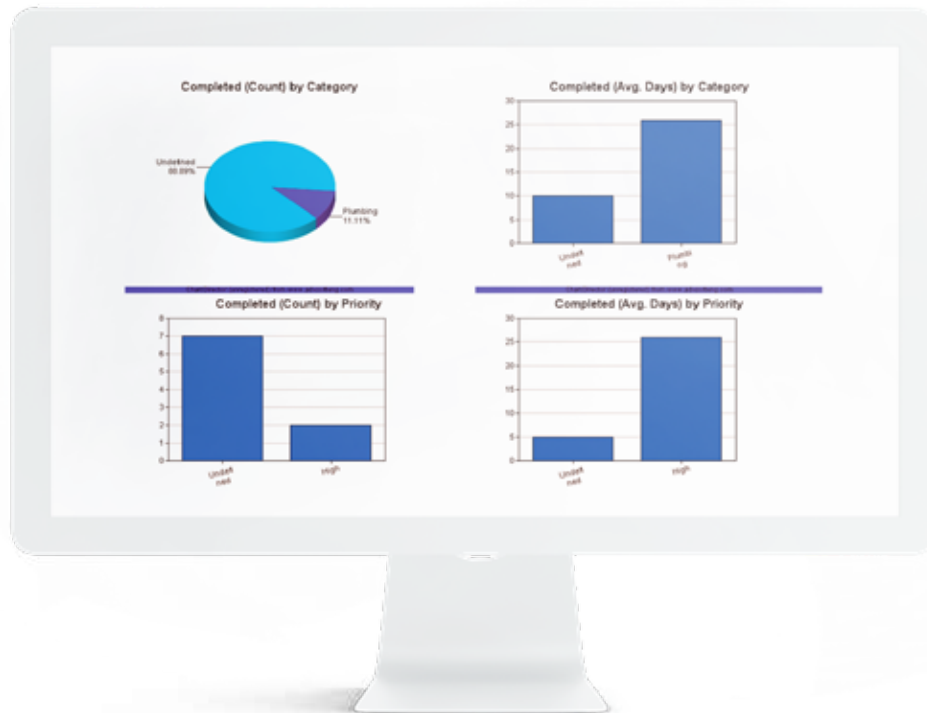 Completed (Count) by Category
Undefined
88.89%
Plumbing
11.11%
Completed (Avg. Days) by Category
30
25
20
15
10
5
0
Undefi
ned
Plumbi
ng
Completed (Count) by Priority
8
7
6
5
4
3
2
1
0
Undefi
ned
High
Completed (Avg. Days) by Priority
30
25
20
15
10
5
0
Undefi
ned
High